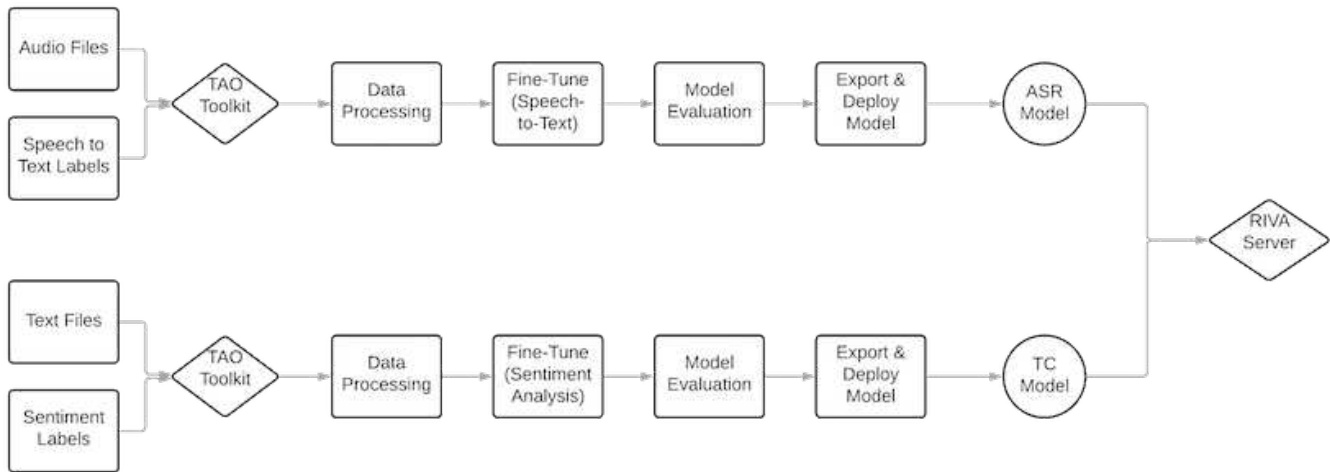 Audio Files
Speech to
Text Labels
TAO
Toolkit
Data
Processing
Fine-Tune
(Speech-
to-Text)
Model
Evaluation
Export &
Deploy
Model
ASR
Model
RIVA
Server
Text Files
Sentiment
Labels
TAO
Toolkit
Data
Processing
Fine-Tune
(Sentiment
Analysis)
Model
Evaluation
Export &
Deploy
Model
TC
Model